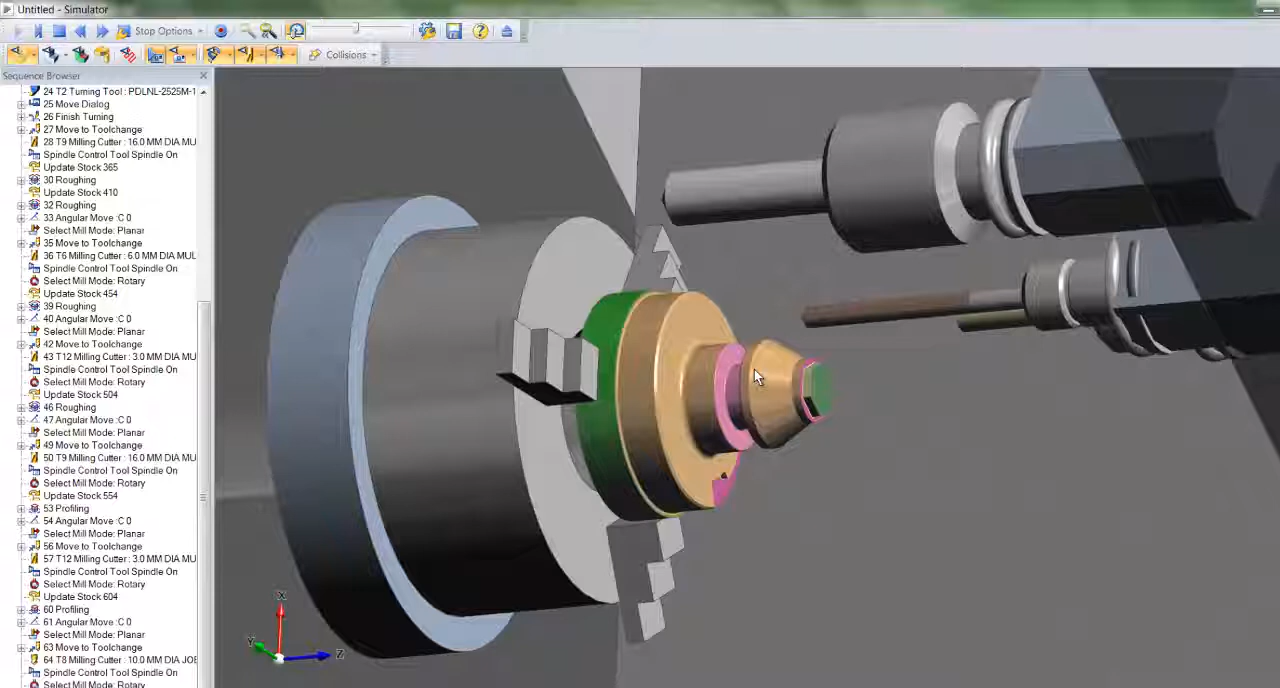 Untitled - Simulator
Stop Options
Collisions
Sequence Browser
24 T2 Turning Tool : PDLNL-2525M-1
25 Move Dialog
26 Finish Turning
27 Move to Toolchange
28 T9 Milling Cutter : 16.0 MM DIA MU
Spindle Control Tool Spindle On
Update Stock 365
30 Roughing
Update Stock 410
32 Roughing
33 Angular Move :C 0
Select Mill Mode: Planar
35 Move to Toolchange
36 T6 Milling Cutter : 6.0 MM DIA MUL
Spindle Control Tool Spindle On
Select Mill Mode: Rotary
Update Stock 454
39 Roughing
40 Angular Move :C 0
Select Mill Mode: Planar
42 Move to Toolchange
43 T12 Milling Cutter : 3.0 MM DIA MU
Spindle Control Tool Spindle On
Select Mill Mode: Rotary
Update Stock 504
46 Roughing
47 Angular Move :C 0
Select Mill Mode: Planar
49 Move to Toolchange
50 T9 Milling Cutter : 16.0 MM DIA MU
Spindle Control Tool Spindle On
Select Mill Mode: Rotary
Update Stock 554
53 Profiling
54 Angular Move :C 0
Select Mill Mode: Planar
56 Move to Toolchange
57 T12 Milling Cutter : 3.0 MM DIA MU
Spindle Control Tool Spindle On
Select Mill Mode: Rotary
Update Stock 604
60 Profiling
61 Angular Move :C 0
Select Mill Mode: Planar
63 Move to Toolchange
64 T8 Milling Cutter : 10.0 MM DIA JOB
Spindle Control Tool Spindle On
Select Mill Mode: Rotary
X
Y
Z